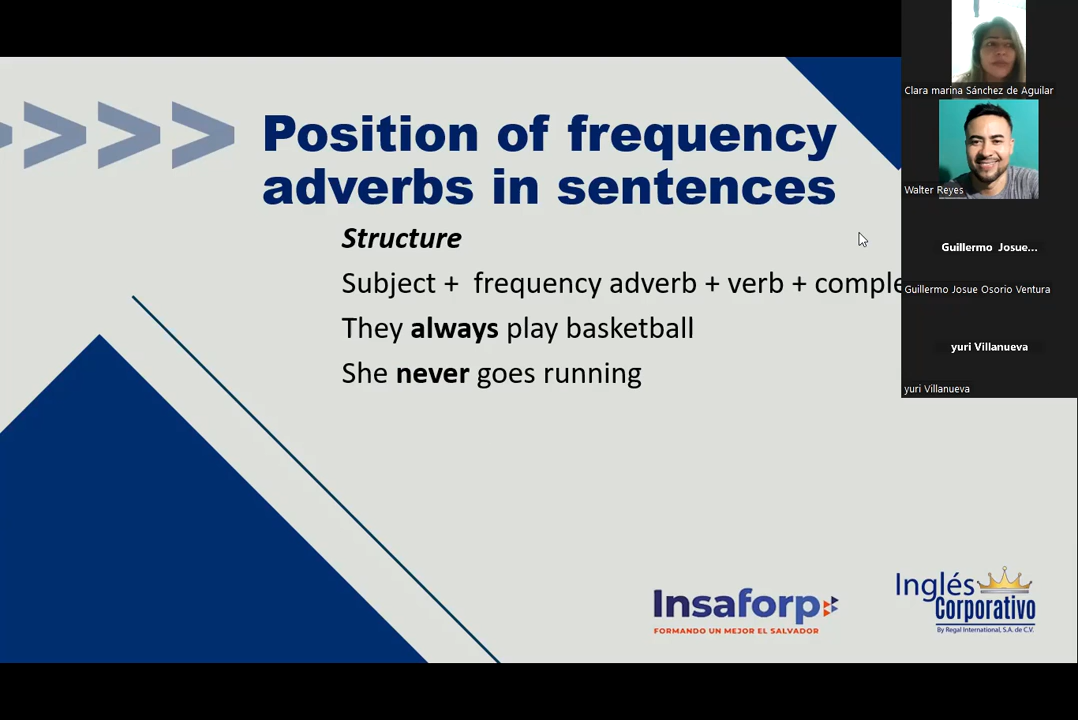 Position of frequency
adverbs in sentences
Structure
Subject + frequency adverb + verb + comple
They always play basketball
She never goes running
Insaforp
FORMANDO UN MEJOR EL SALVADOR
Inglés
Corporativo
By Regal International, S.A. de C.V.
Clara marina Sánchez de Aguilar
Walter Reyes
Guillermo Josue...
Guillermo Josue Osorio Ventura
yuri Villanueva
yuri Villanueva